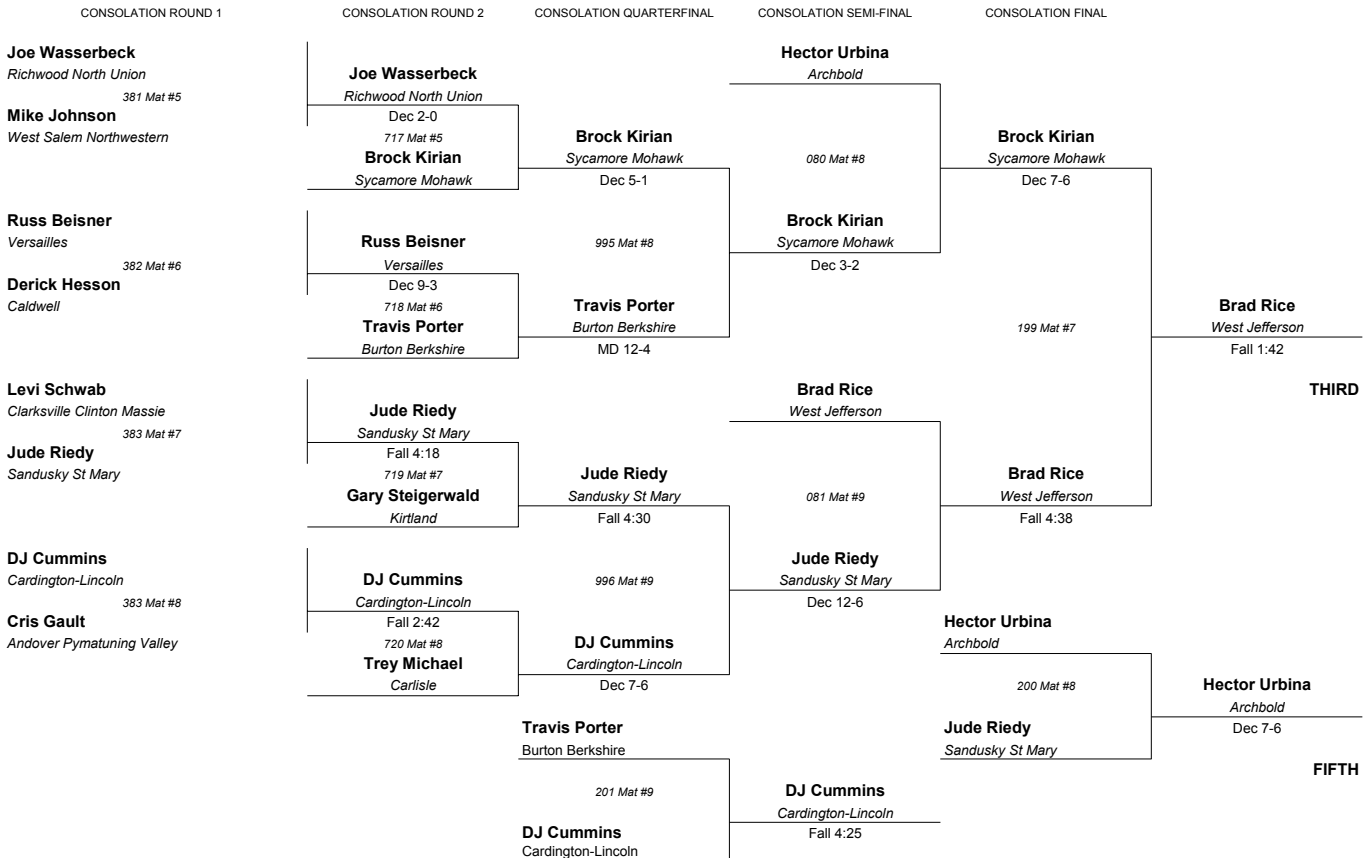 CONSOLATION ROUND 1
CONSOLATION ROUND 2
CONSOLATION QUARTERFINAL
CONSOLATION SEMI-FINAL
CONSOLATION FINAL
Joe Wasserbeck
Richwood North Union
381 Mat #5
Mike Johnson
West Salem Northwestern
Russ Beisner
Versailles
382 Mat #6
Derick Hesson
Caldwell
Levi Schwab
Clarksville Clinton Massie
383 Mat #7
Jude Riedy
Sandusky St Mary
DJ Cummins
Cardington-Lincoln
383 Mat #8
Cris Gault
Andover Pymatuning Valley
Joe Wasserbeck
Richwood North Union
Dec 2-0
717 Mat #5
Brock Kirian
Sycamore Mohawk
Russ Beisner
Versailles
Dec 9-3
718 Mat #6
Travis Porter
Burton Berkshire
Jude Riedy
Sandusky St Mary
Fall 4:18
719 Mat #7
Gary Steigerwald
Kirtland
DJ Cummins
Cardington-Lincoln
Fall 2:42
720 Mat #8
Trey Michael
Carlisle
Brock Kirian
Sycamore Mohawk
Dec 5-1
995 Mat #8
Travis Porter
Burton Berkshire
MD 12-4
Jude Riedy
Sandusky St Mary
Fall 4:30
996 Mat #9
DJ Cummins
Cardington-Lincoln
Dec 7-6
Travis Porter
Burton Berkshire
201 Mat #9
DJ Cummins
Cardington-Lincoln
Hector Urbina
Archbold
080 Mat #8
Brock Kirian
Sycamore Mohawk
Dec 3-2
Brad Rice
West Jefferson
081 Mat #9
Jude Riedy
Sandusky St Mary
Dec 12-6
DJ Cummins
Cardington-Lincoln
Fall 4:25
Brock Kirian
Sycamore Mohawk
Dec 7-6
199 Mat #7
Brad Rice
West Jefferson
Fall 4:38
Hector Urbina
Archbold
200 Mat #8
Jude Riedy
Sandusky St Mary
Brad Rice
West Jefferson
Fall 1:42
THIRD
Hector Urbina
Archbold
Dec 7-6
FIFTH